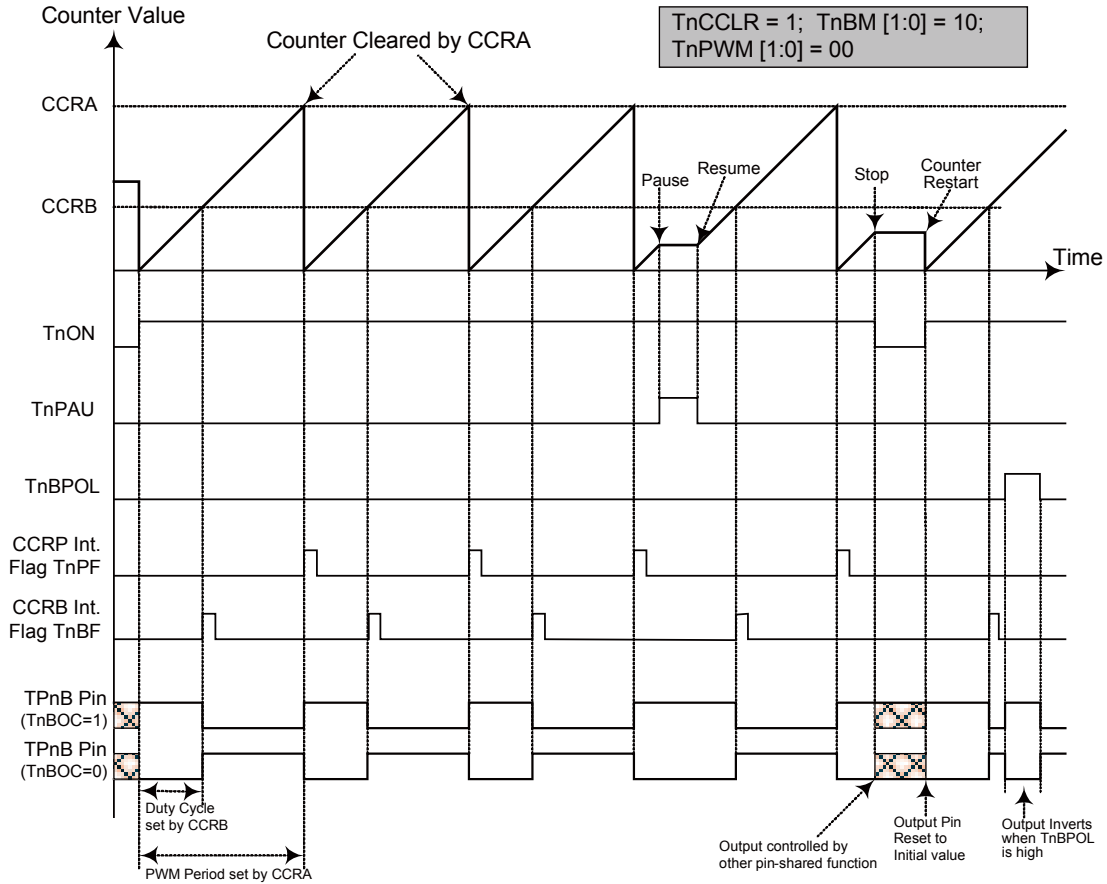 Counter Value
TnCCLR = 1; TnBM [1:0] = 10;
TnPWM [1:0] = 00
Counter Cleared by CCRA
CCRA
Pause
Resume
Stop
Counter
Restart
CCRB
Time
TnON
TnPAU
TnBPOL
CCRP Int.
Flag TnPF
CCRB Int.
Flag TnBF
TPnB Pin
(TnBOC=1)
TPnB Pin
(TnBOC=0)
Duty Cycle
set by CCRB
PWM Period set by CCRA
Output controlled by
other pin-shared function
Output Pin
Reset to
Initial value
Output Inverts
when TnBPOL
is high